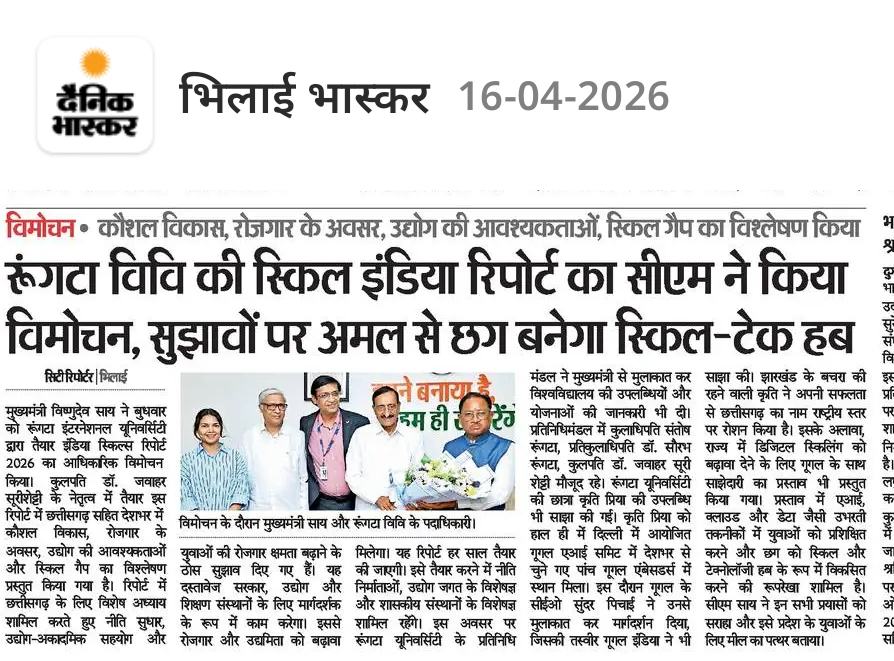 दैनिक
भास्कर
भिलाई भास्कर 16-04-2026
विमोचन • कौशल विकास, रोजगार के अवसर, उद्योग की आवश्यकताओं, स्किल गैप का विश्लेषण किया
रूंगटा विवि की स्किल इंडिया रिपोर्ट का सीएम ने किया
विमोचन, सुझावों पर अमल से छग बनेगा स्किल-टेक हब
सिटी रिपोर्टर | भिलाई
मुख्यमंत्री विष्णुदेव साय ने बुधवार
को रूंगटा इंटरनेशनल यूनिवर्सिटी
द्वारा तैयार इंडिया स्किल्स रिपोर्ट
2026 का आधिकारिक विमोचन
किया। कुलपति डॉ. जवाहर
सूरीशेट्टी के नेतृत्व में तैयार इस
रिपोर्ट में छत्तीसगढ़ सहित देशभर में
कौशल विकास, रोजगार के
अवसर, उद्योग की आवश्यकताओं
और स्किल गैप का विश्लेषण
प्रस्तुत किया गया है। रिपोर्ट में
छत्तीसगढ़ के लिए विशेष अध्याय
शामिल करते हुए नीति सुधार,
उद्योग-अकादमिक सहयोग और
बनाया है,
हम ही
विमोचन के दौरान मुख्यमंत्री साय और रूंगटा विवि के पदाधिकारी।
युवाओं की रोजगार क्षमता बढ़ाने के
ठोस सुझाव दिए गए हैं। यह
दस्तावेज सरकार, उद्योग और
शिक्षण संस्थानों के लिए मार्गदर्शक
के रूप में काम करेगा। इससे
रोजगार और उद्यमिता को बढ़ावा
मिलेगा। यह रिपोर्ट हर साल तैयार
की जाएगी। इसे तैयार करने में नीति
निर्माताओं, उद्योग जगत के विशेषज्ञ
और शासकीय संस्थानों के विशेषज्ञ
शामिल रहेंगे। इस अवसर पर
रूंगटा यूनिवर्सिटी के प्रतिनिधि
मंडल ने मुख्यमंत्री से मुलाकात कर
विश्वविद्यालय की उपलब्धियों और
योजनाओं की जानकारी भी दी।
प्रतिनिधिमंडल में कुलाधिपति संतोष
रूंगटा, प्रतिकुलाधिपति डॉ. सौरभ
रूंगटा, कुलपति डॉ. जवाहर सूरी
शेट्टी मौजूद रहे। रूंगटा यूनिवर्सिटी
की छात्रा कृति प्रिया की उपलब्धि
भी साझा की गई। कृति प्रिया को
हाल ही में दिल्ली में आयोजित
गूगल एआई समिट में देशभर से
चुने गए पांच गूगल एंबेसडर्स में
स्थान मिला। इस दौरान गूगल के
सीईओ सुंदर पिचाई ने उनसे
मुलाकात कर मार्गदर्शन दिया,
जिसकी तस्वीर गूगल इंडिया ने भी
साझा की। झारखंड के बचरा की
रहने वाली कृति ने अपनी सफलता
से छत्तीसगढ़ का नाम राष्ट्रीय स्तर
पर रोशन किया है। इसके अलावा,
राज्य में डिजिटल स्किलिंग को
बढ़ावा देने के लिए गूगल के साथ
साझेदारी का प्रस्ताव भी प्रस्तुत
किया गया। प्रस्ताव में एआई,
क्लाउड और डेटा जैसी उभरती
तकनीकों में युवाओं को प्रशिक्षित
करने और छग को स्किल और
टेक्नोलॉजी हब के रूप में विकसित
करने की रूपरेखा शामिल है।
सीएम साय ने इन सभी प्रयासों को
सराहा और इसे प्रदेश के युवाओं के
लिए मील का पत्थर बताया।